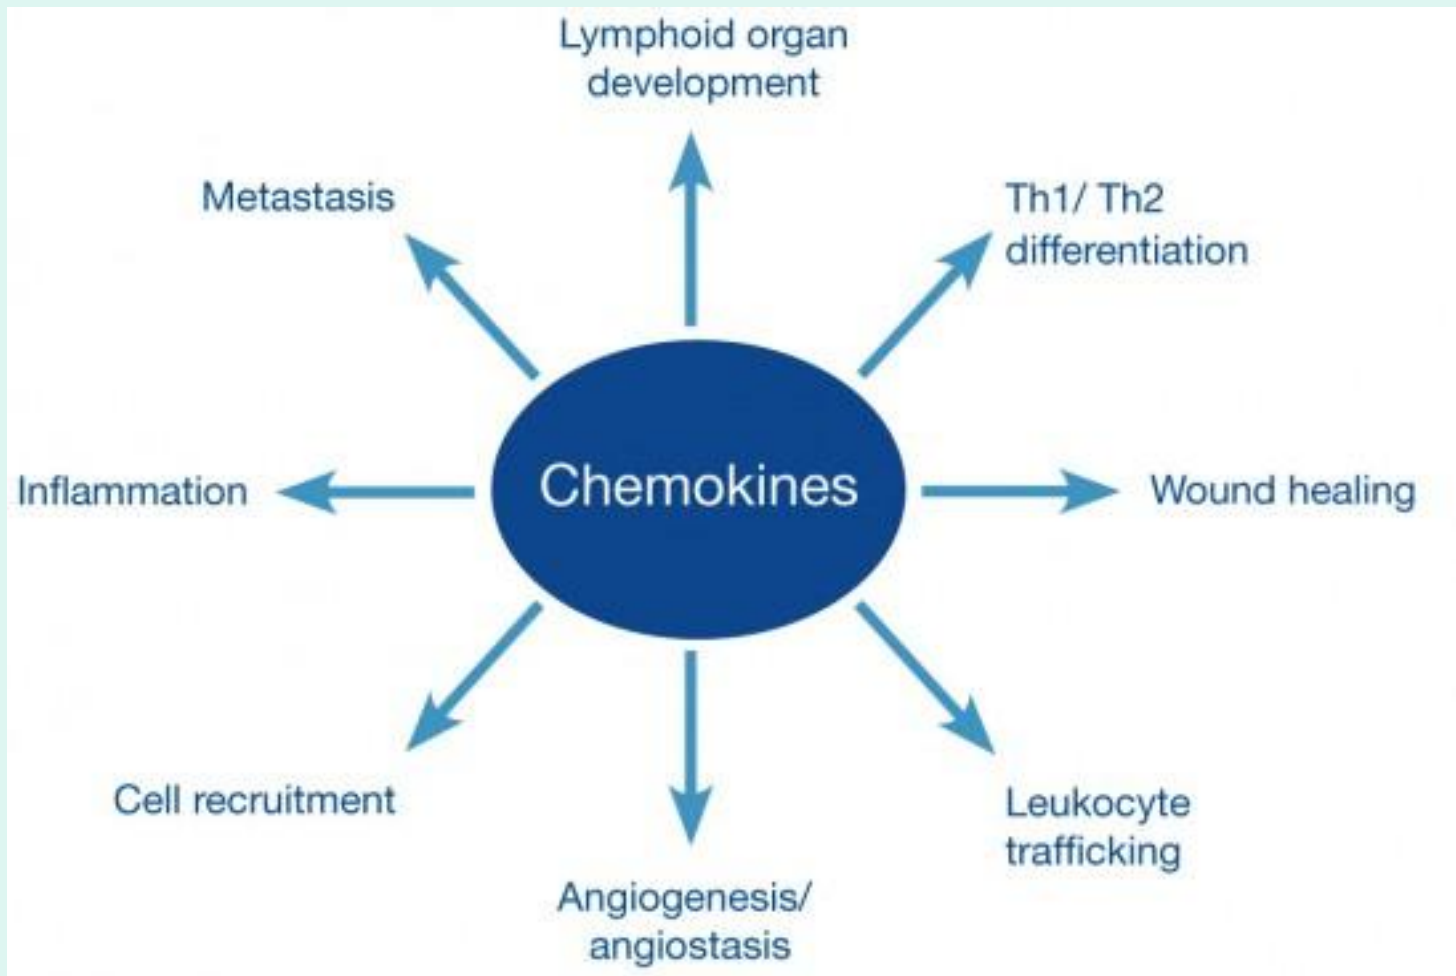 Lymphoid organ
development
Metastasis
Th1/ Th2
differentiation
Inflammation
Chemokines
Wound healing
Cell recruitment
Leukocyte
trafficking
Angiogenesis/
angiostasis